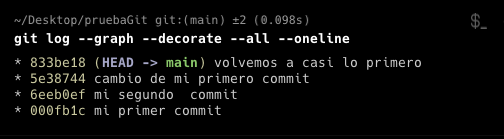 ~/Desktop/pruebaGit git:(main) ±2 (0.098s)
$_
git log --graph --decorate --all --oneline
* 833be18 (HEAD -> main) volvemos a casi lo primero
* 5e38744 cambio de mi primero commit
* 6eeb0ef mi segundo  commit
* 000fb1c mi primer commit